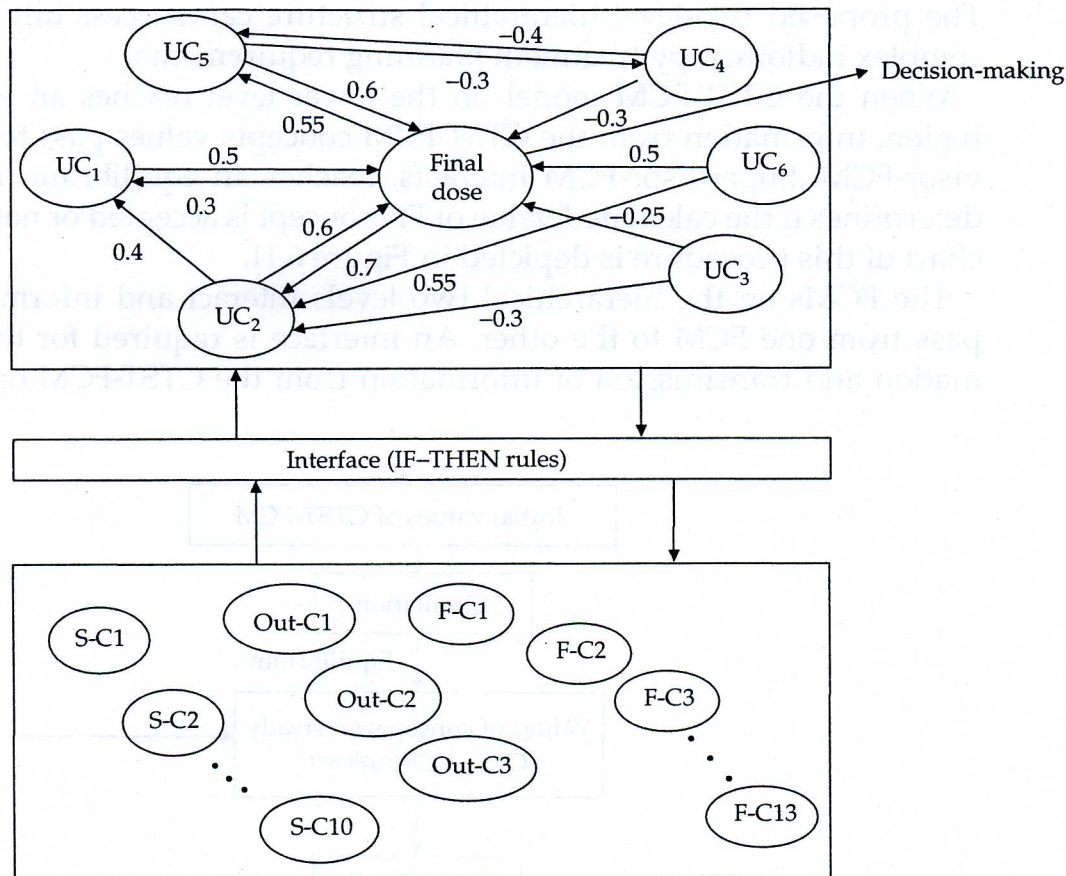 UC5
–0.4
UC4
–0.3
Decision-making
0.6
–0.3
0.55
UC1
0.5
Final
dose
0.5
UC6
0.3
0.6
–0.25
0.4
0.7
0.55
UC3
UC2
–0.3
Interface (IF–THEN rules)
S-C1
Out-C1
F-C1
F-C2
Out-C2
F-C3
S-C2
Out-C3
S-C10
F-C13